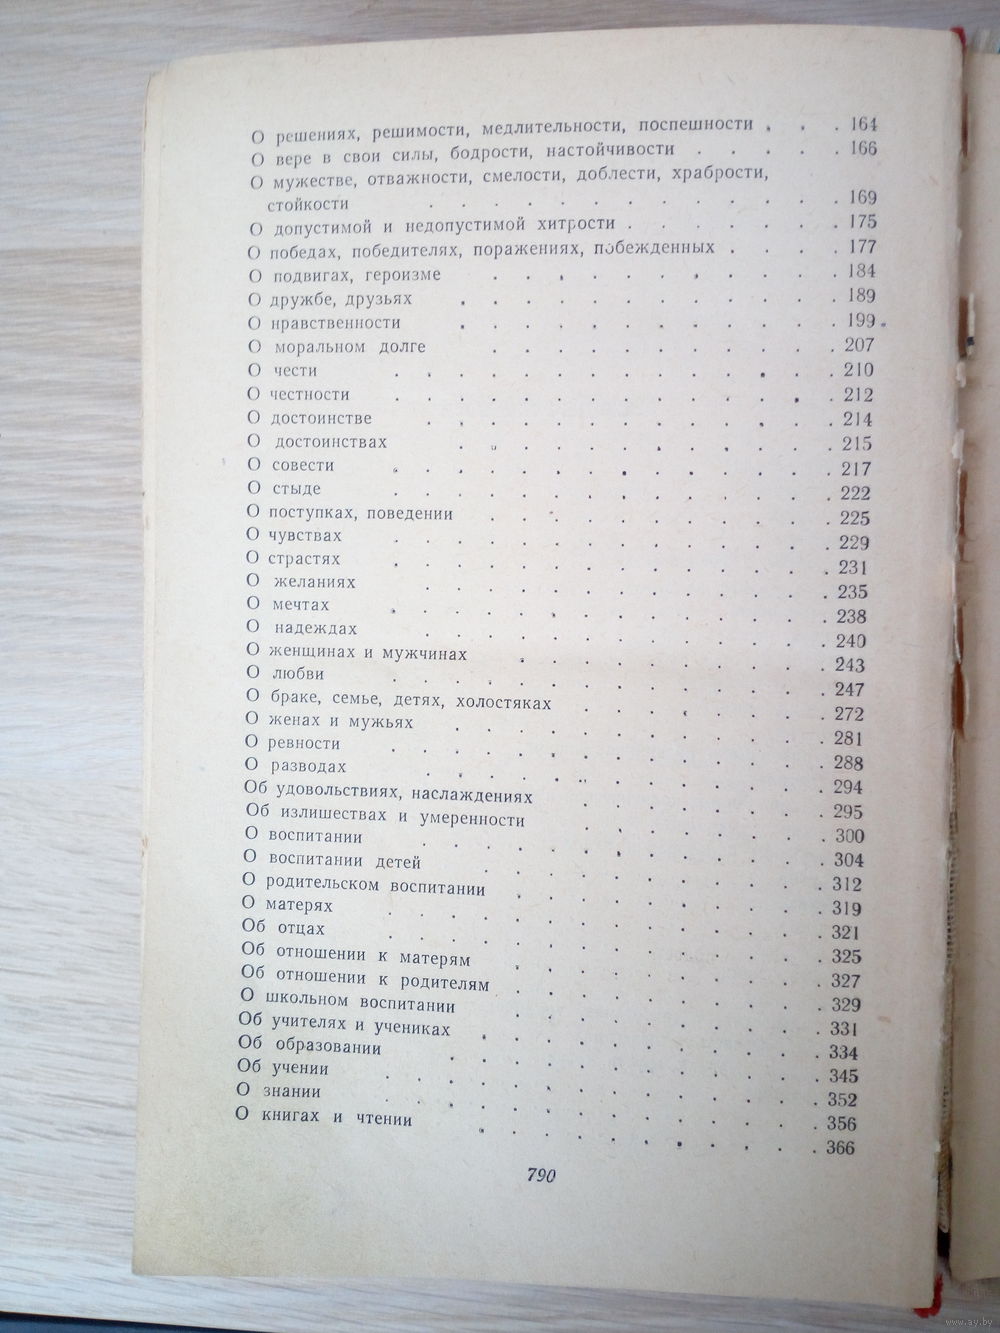 О решениях, решимости, медлительности, поспешности . . . 164
О вере в свои силы, бодрости, настойчивости . . . . . 166
О мужестве, отважности, смелости, доблести, храбрости,
стойкости . . . . . . . . . . . . . 169
О допустимой и недопустимой хитрости . . . . . . . 175
О победах, победителях, поражениях, побежденных . . . . 177
О подвигах, героизме . . . . . . . . . . . 184
О дружбе, друзьях . . . . . . . . . . . . 189
О нравственности . . . . . . . . . . . . 199
О моральном долге . . . . . . . . . . . 207
О чести . . . . . . . . . . . . . . 210
О честности . . . . . . . . . . . . . . 212
О достоинстве . . . . . . . . . . . . . 214
О достоинствах . . . . . . . . . . . . 215
О совести . . . . . . . . . . . . . . 217
О стыде . . . . . . . . . . . . . . 222
О поступках, поведении . . . . . . . . . . . 225
О чувствах . . . . . . . . . . . . . . 229
О страстях . . . . . . . . . . . . . . 231
О желаниях . . . . . . . . . . . . . 235
О мечтах . . . . . . . . . . . . . . 238
О надеждах . . . . . . . . . . . . . 240
О женщинах и мужчинах . . . . . . . . . . 243
О любви . . . . . . . . . . . . . . 247
О браке, семье, детях, холостяках . . . . . . . . 272
О женах и мужьях . . . . . . . . . . . . 281
О ревности . . . . . . . . . . . . . . 288
О разводах . . . . . . . . . . . . . 294
Об удовольствиях, наслаждениях . . . . . . . . 295
Об излишествах и умеренности . . . . . . . . 300
О воспитании . . . . . . . . . . . . . 304
О воспитании детей . . . . . . . . . . . 312
О родительском воспитании . . . . . . . . . . 319
О матерях . . . . . . . . . . . . . . 321
Об отцах . . . . . . . . . . . . . . 325
Об отношении к матерям . . . . . . . . . . 327
Об отношении к родителям . . . . . . . . . . 329
О школьном воспитании . . . . . . . . . . 331
Об учителях и учениках . . . . . . . . . . . 334
Об образовании . . . . . . . . . . . . 345
Об учении . . . . . . . . . . . . . . 352
О знании . . . . . . . . . . . . . . 356
О книгах и чтении . . . . . . . . . . . 366
790
www.ay.by